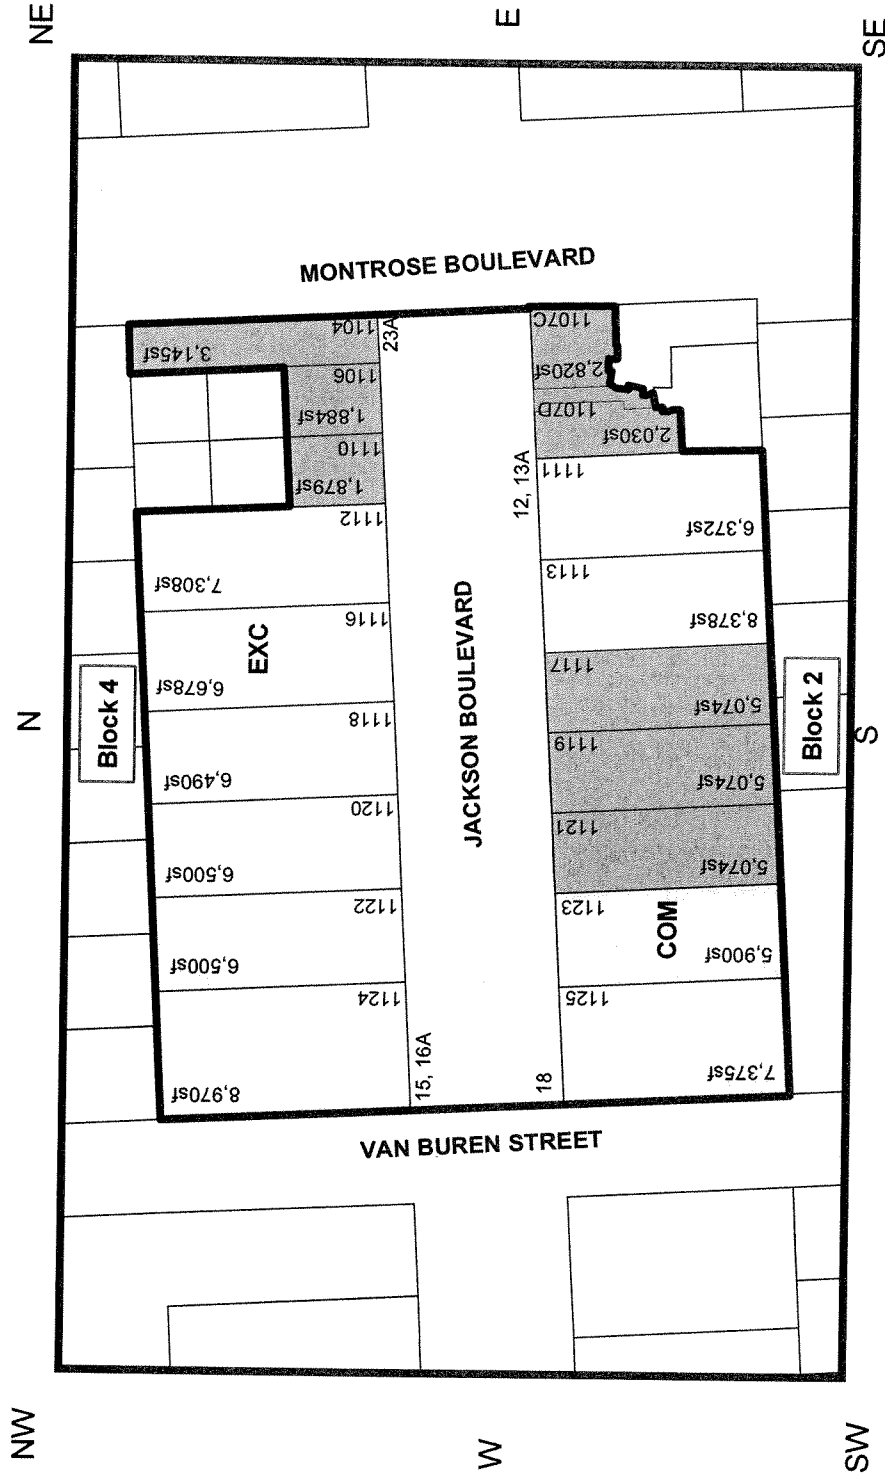 NE
E
SE
MONTROSE BOULEVARD
1104
3,145sf
23A
1107C
2,820sf
1106
1,884sf
1107D
2,030sf
1110
1,879sf
12, 13A
1111
6,372sf
1112
7,308sf
1113
8,378sf
1116
6,678sf
EXC
JACKSON BOULEVARD
1117
5,074sf
N
Block 4
Block 2
S
1118
6,490sf
1119
5,074sf
1120
6,500sf
1121
5,074sf
1122
6,500sf
1123
5,900sf
COM
1124
8,970sf
1125
7,375sf
15, 16A
18
VAN BUREN STREET
NW
W
SW